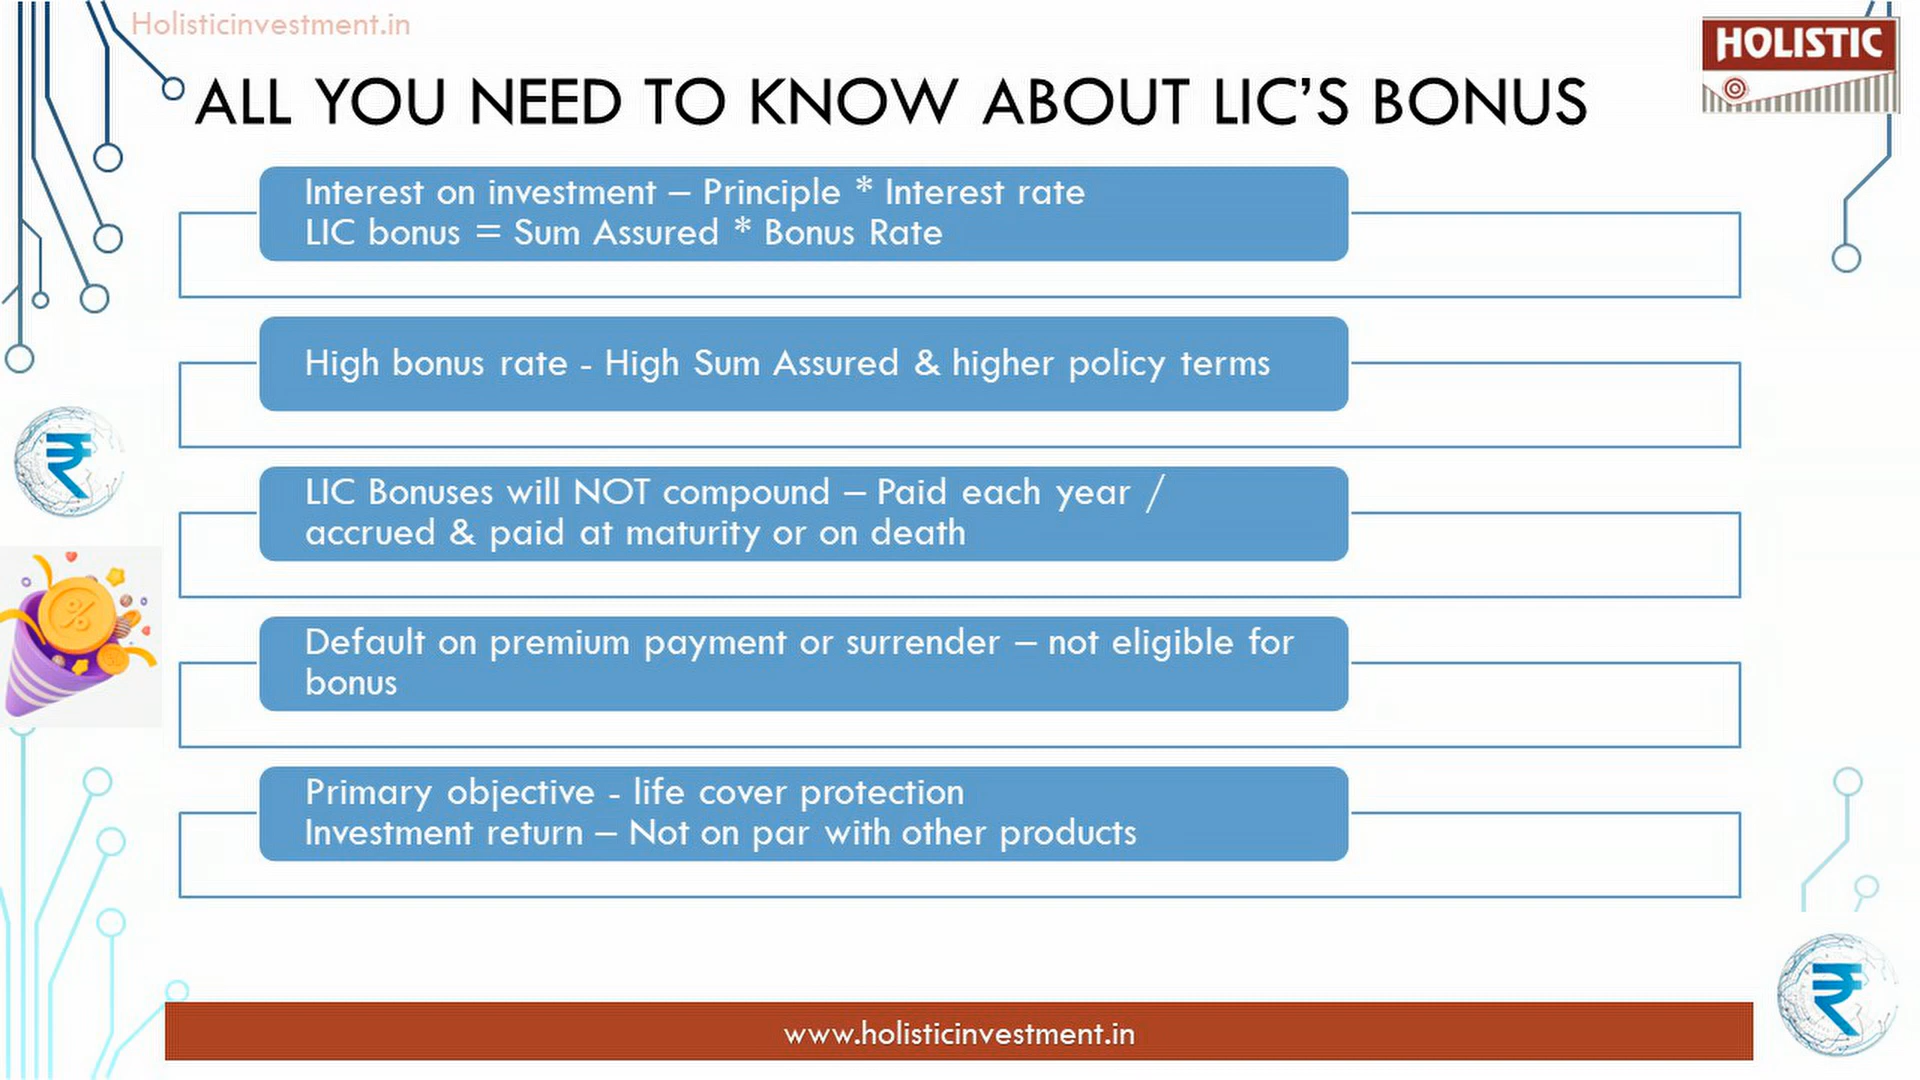 Holisticinvestment.in
HOLISTIC
ALL YOU NEED TO KNOW ABOUT LIC’S BONUS
Interest on investment – Principle * Interest rate
LIC bonus = Sum Assured * Bonus Rate
High bonus rate - High Sum Assured & higher policy terms
LIC Bonuses will NOT compound – Paid each year /
accrued & paid at maturity or on death
Default on premium payment or surrender – not eligible for
bonus
Primary objective - life cover protection
Investment return – Not on par with other products
www.holisticinvestment.in